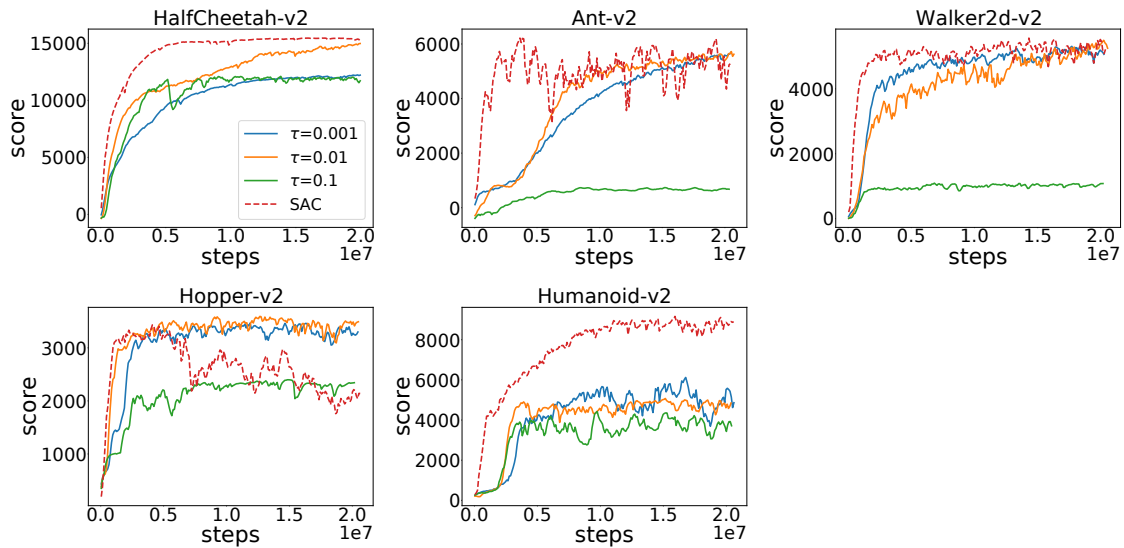 HalfCheetah-v2
score
15000
10000
5000
0
τ=0.001
τ=0.01
τ=0.1
SAC
0.0 0.5 1.0 1.5 2.0
steps 1e7
Ant-v2
score
6000
4000
2000
0
0.0 0.5 1.0 1.5 2.0
steps 1e7
Walker2d-v2
score
4000
2000
0
0.0 0.5 1.0 1.5 2.0
steps 1e7
Hopper-v2
score
3000
2000
1000
0.0 0.5 1.0 1.5 2.0
steps 1e7
Humanoid-v2
score
8000
6000
4000
2000
0
0.0 0.5 1.0 1.5 2.0
steps 1e7